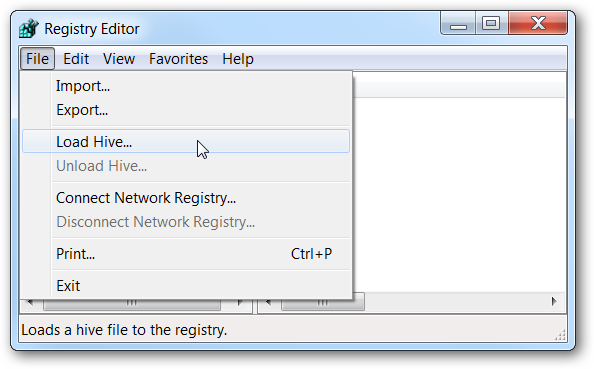 Registry Editor
File Edit View Favorites Help
Import...
Export...
Load Hive...
Unload Hive...
Connect Network Registry...
Disconnect Network Registry...
Print... Ctrl+P
Exit
Loads a hive file to the registry.